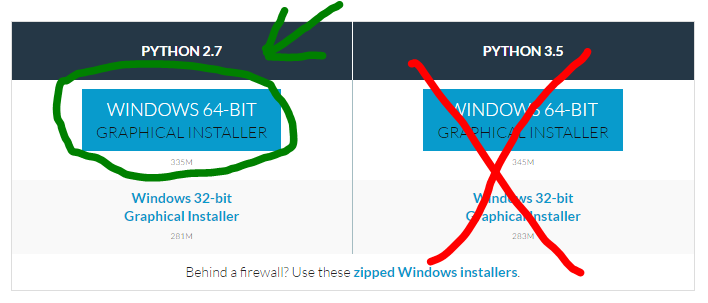 PYTHON 2.7
WINDOWS 64-BIT
GRAPHICAL INSTALLER
335M
Windows 32-bit
Graphical Installer
281M
PYTHON 3.5
WINDOWS 64-BIT
GRAPHICAL INSTALLER
345M
Windows 32-bit
Graphical Installer
283M
Behind a firewall? Use these zipped Windows installers.